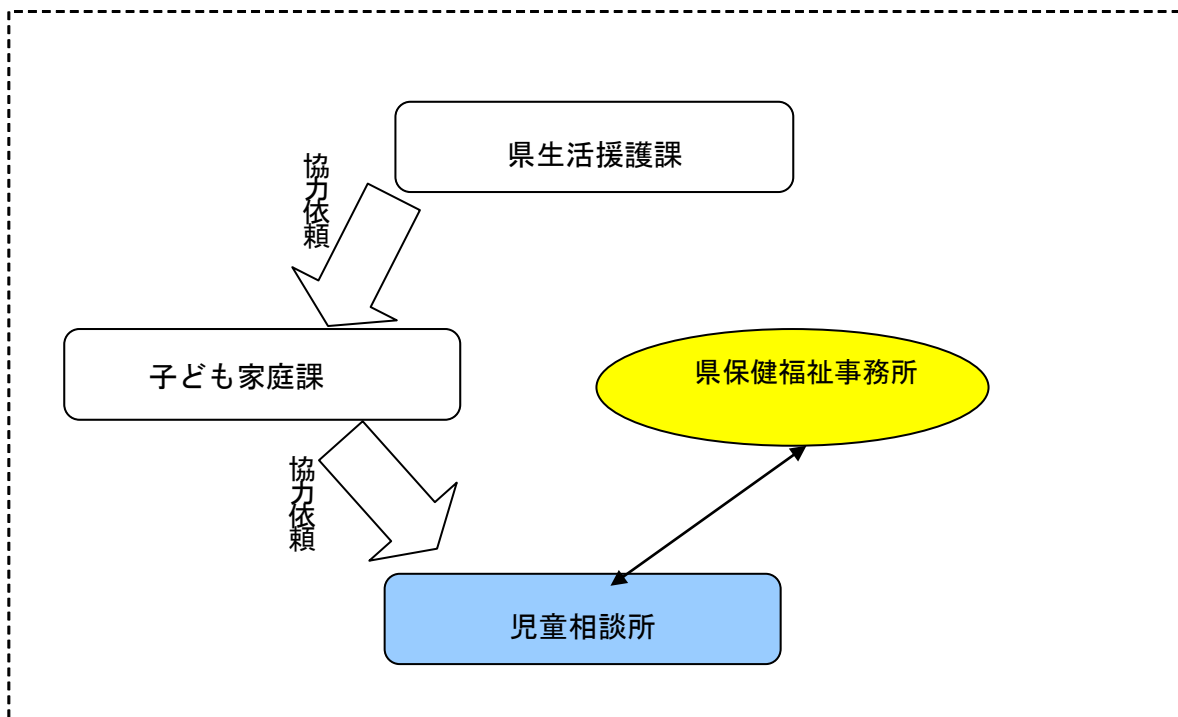 県生活援護課
協力依頼
子ども家庭課
県保健福祉事務所
協力依頼
児童相談所